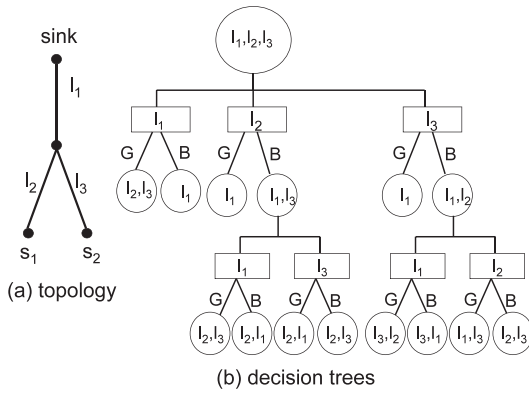 sink
l₁
l₂
l₃
s₁
s₂
(a) topology
l₁,l₂,l₃
l₁
l₂
l₃
G
B
G
B
G
B
l₂,l₃
l₁
l₁
l₁,l₃
l₁
l₁,l₂
l₁
l₃
l₁
l₂
G
B
G
B
G
B
G
B
l₂,l₃
l₂,l₁
l₂,l₁
l₂,l₃
l₃,l₂
l₃,l₁
l₁,l₃
l₂,l₃
(b) decision trees